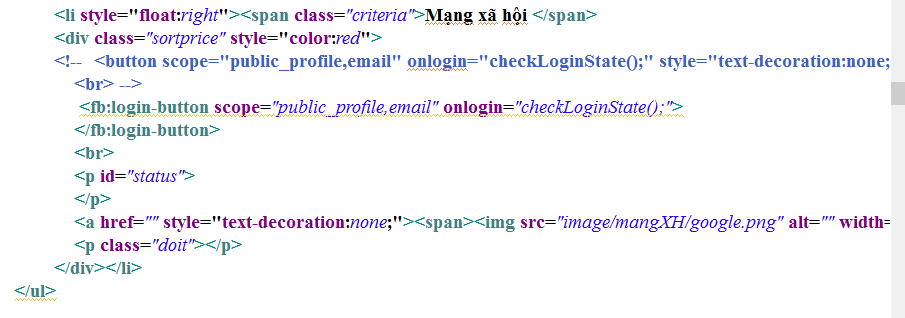 <li style="float:right"><span class="criteria">Mạng xã hội </span>
<div class="sortprice" style="color:red">
<!-- <button scope="public_profile,email" onlogin="checkLoginState();" style="text-decoration:none;
<br> -->
<fb:login-button scope="public_profile,email" onlogin="checkLoginState();">
</fb:login-button>
<br>
<p id="status">
</p>
<a href="" style="text-decoration:none;"><span><img src="image/mangXH/google.png" alt="" width=
<p class="doit"></p>
</div></li>
</ul>